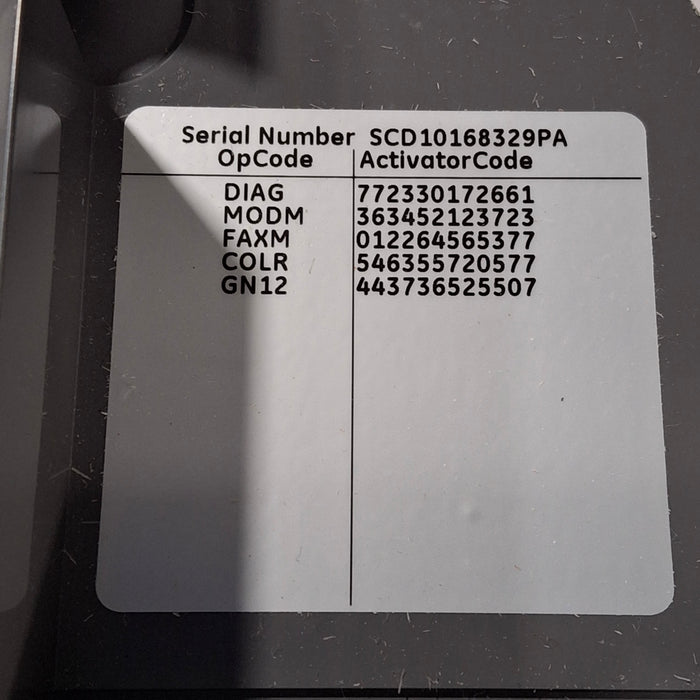 Serial Number SCD10168329PA
OpCode ActivatorCode
DIAG 772330172661
MODM 363452123723
FAXM 012264565377
COLR 546355720577
GN12 443736525507